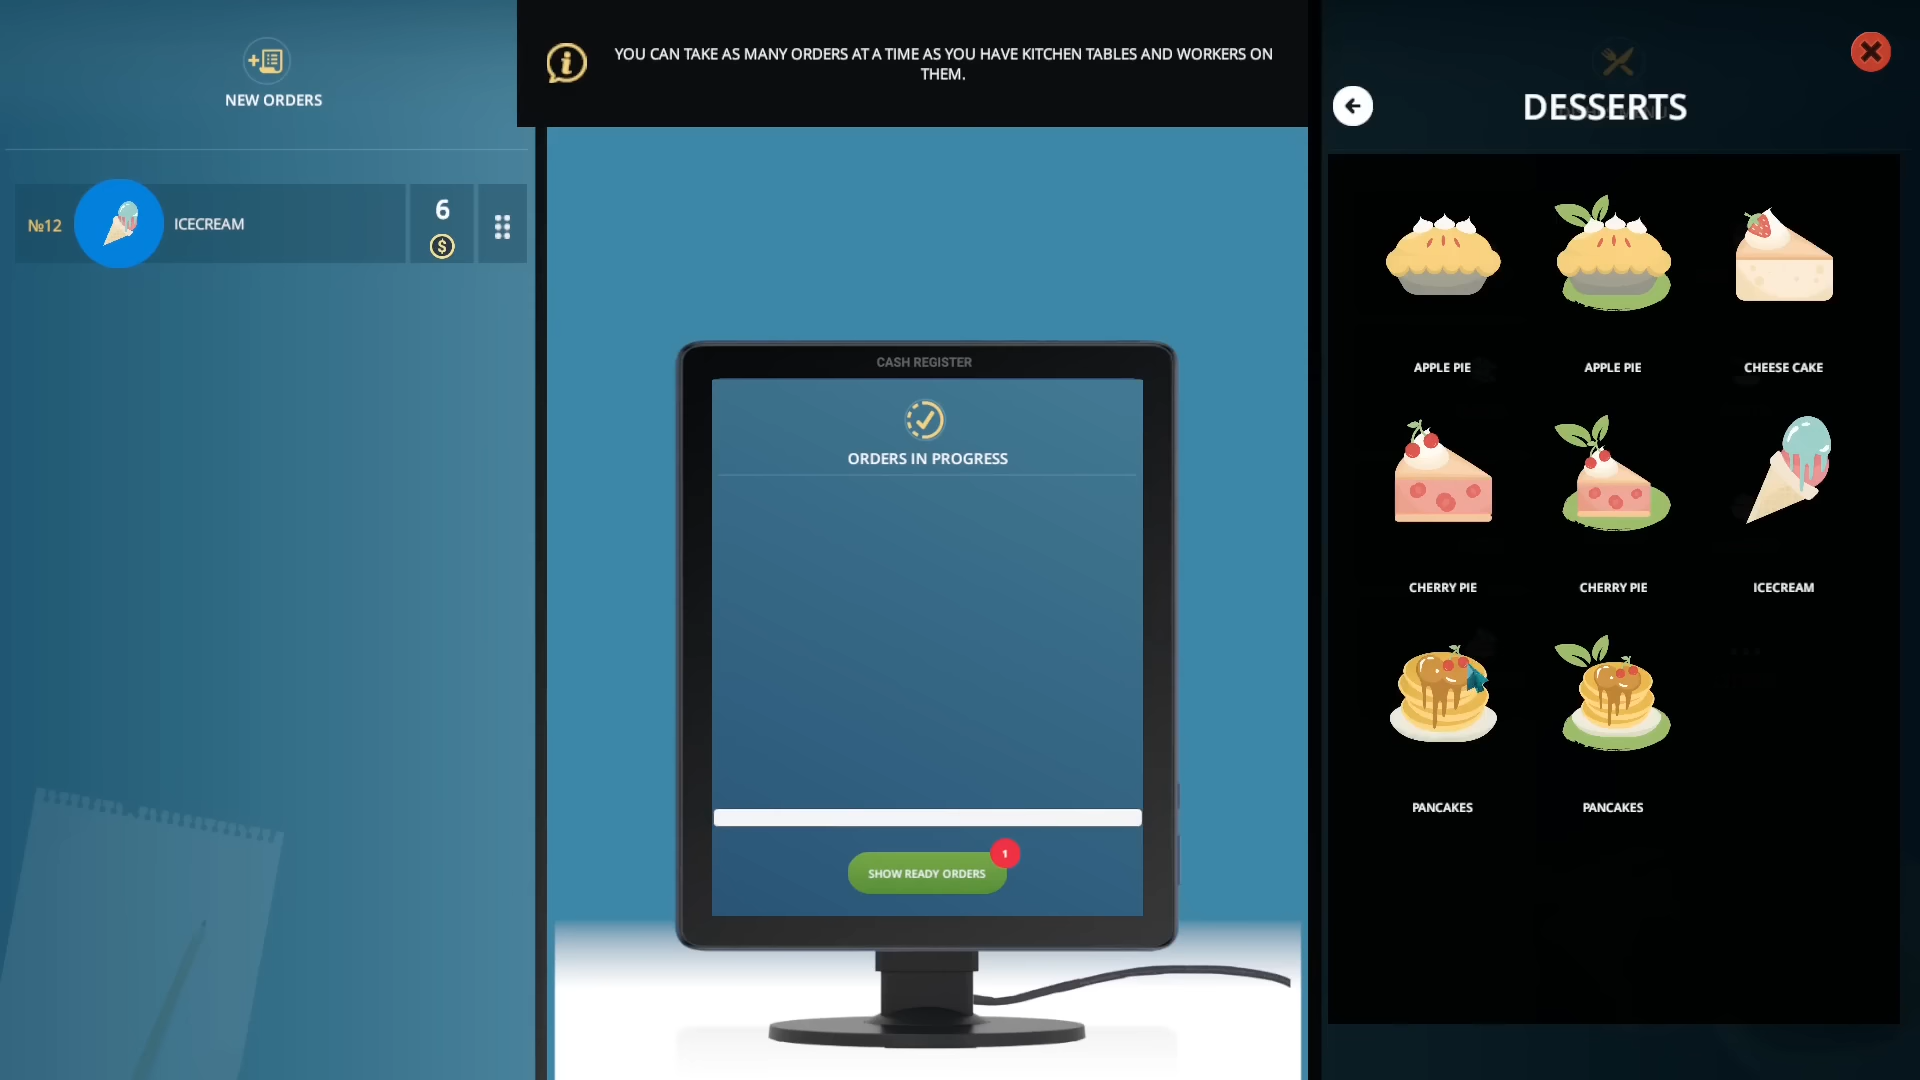 NEW ORDERS
№12
ICECREAM
6
YOU CAN TAKE AS MANY ORDERS AT A TIME AS YOU HAVE KITCHEN TABLES AND WORKERS ON
THEM.
CASH REGISTER
ORDERS IN PROGRESS
SHOW READY ORDERS
1
DESSERTS
APPLE PIE
APPLE PIE
CHEESE CAKE
CHERRY PIE
CHERRY PIE
ICECREAM
PANCAKES
PANCAKES